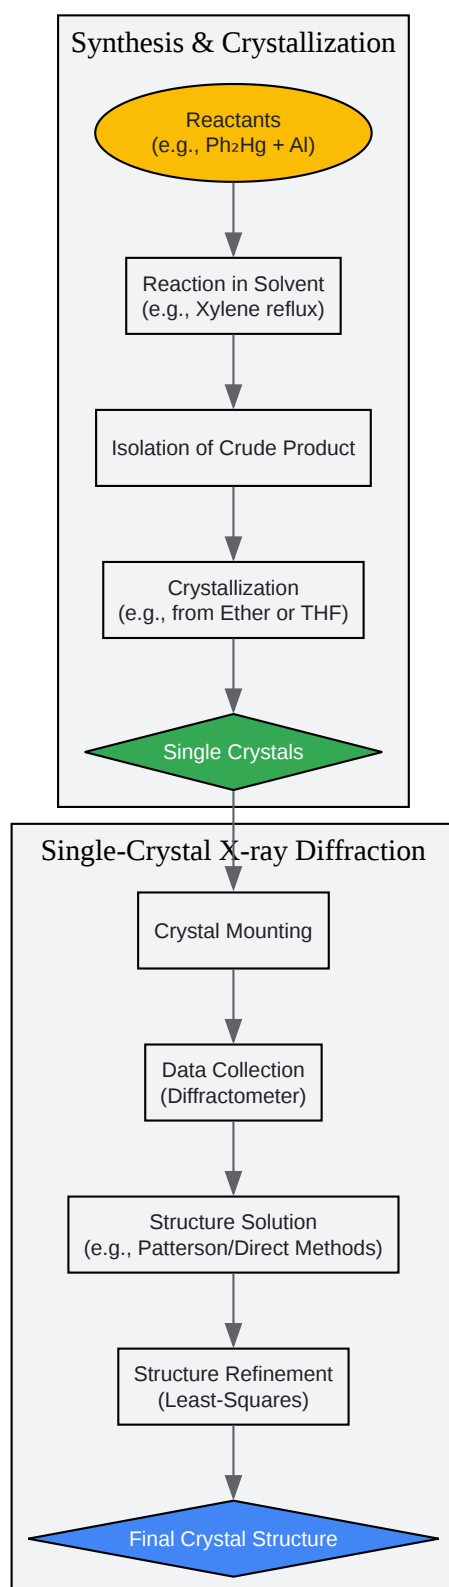 Synthesis & Crystallization
Reactants
(e.g., Ph₂Hg + Al)
Reaction in Solvent
(e.g., Xylene reflux)
Isolation of Crude Product
Crystallization
(e.g., from Ether or THF)
Single Crystals
Single-Crystal X-ray Diffraction
Crystal Mounting
Data Collection
(Diffractometer)
Structure Solution
(e.g., Patterson/Direct Methods)
Structure Refinement
(Least-Squares)
Final Crystal Structure